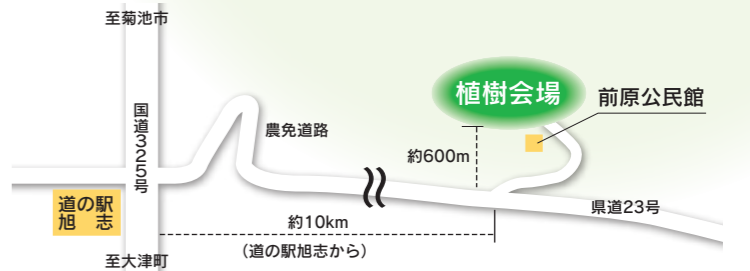 至菊池市
植樹会場
前原公民館
国道325号
農免道路
約600m
道の駅
旭　志
県道23号
約10km
（道の駅旭志から）
至大津町